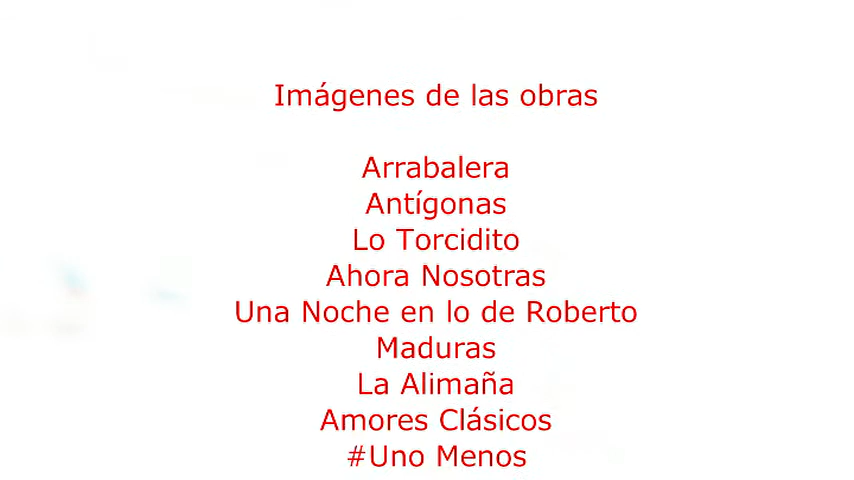 Imágenes de las obras
Arrabalera
Antígonas
Lo Torcidito
Ahora Nosotras
Una Noche en lo de Roberto
Maduras
La Alimaña
Amores Clásicos
#Uno Menos